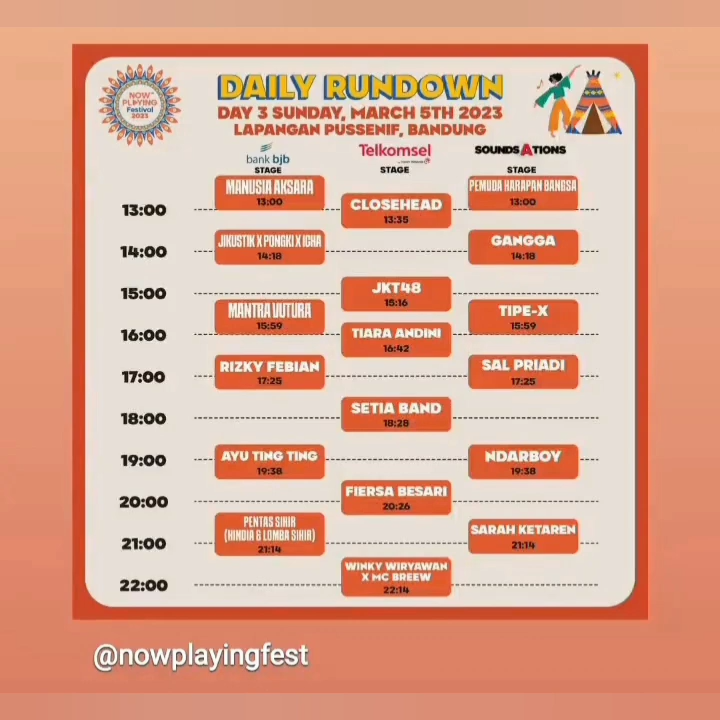 NOW
PLAYING
Festival
2023
DAILY RUNDOWN
DAY 3 SUNDAY, MARCH 5TH 2023
LAPANGAN PUSSENIF, BANDUNG
bank bjb
STAGE
Telkomsel
STAGE
SOUNDSATIONS
STAGE
MANUSIA AKSARA
13:00
PEMUDA HARAPAN BANGSA
13:00
13:00
CLOSEHEAD
13:35
14:00
JIKUSTIK X PONGKI X ICHA
14:18
GANGGA
14:18
15:00
JKT48
15:16
MANTRA VUTURA
15:59
TIPE-X
15:59
16:00
TIARA ANDINI
16:42
17:00
RIZKY FEBIAN
17:25
SAL PRIADI
17:25
18:00
SETIA BAND
18:28
19:00
AYU TING TING
19:38
NDARBOY
19:38
20:00
FIERSA BESARI
20:26
21:00
PENTAS SIHIR
(HINDIA & LOMBA SIHIR)
21:14
SARAH KETAREN
21:14
22:00
WINKY WIRYAWAN
X MC BREEW
22:14
@nowplayingfest